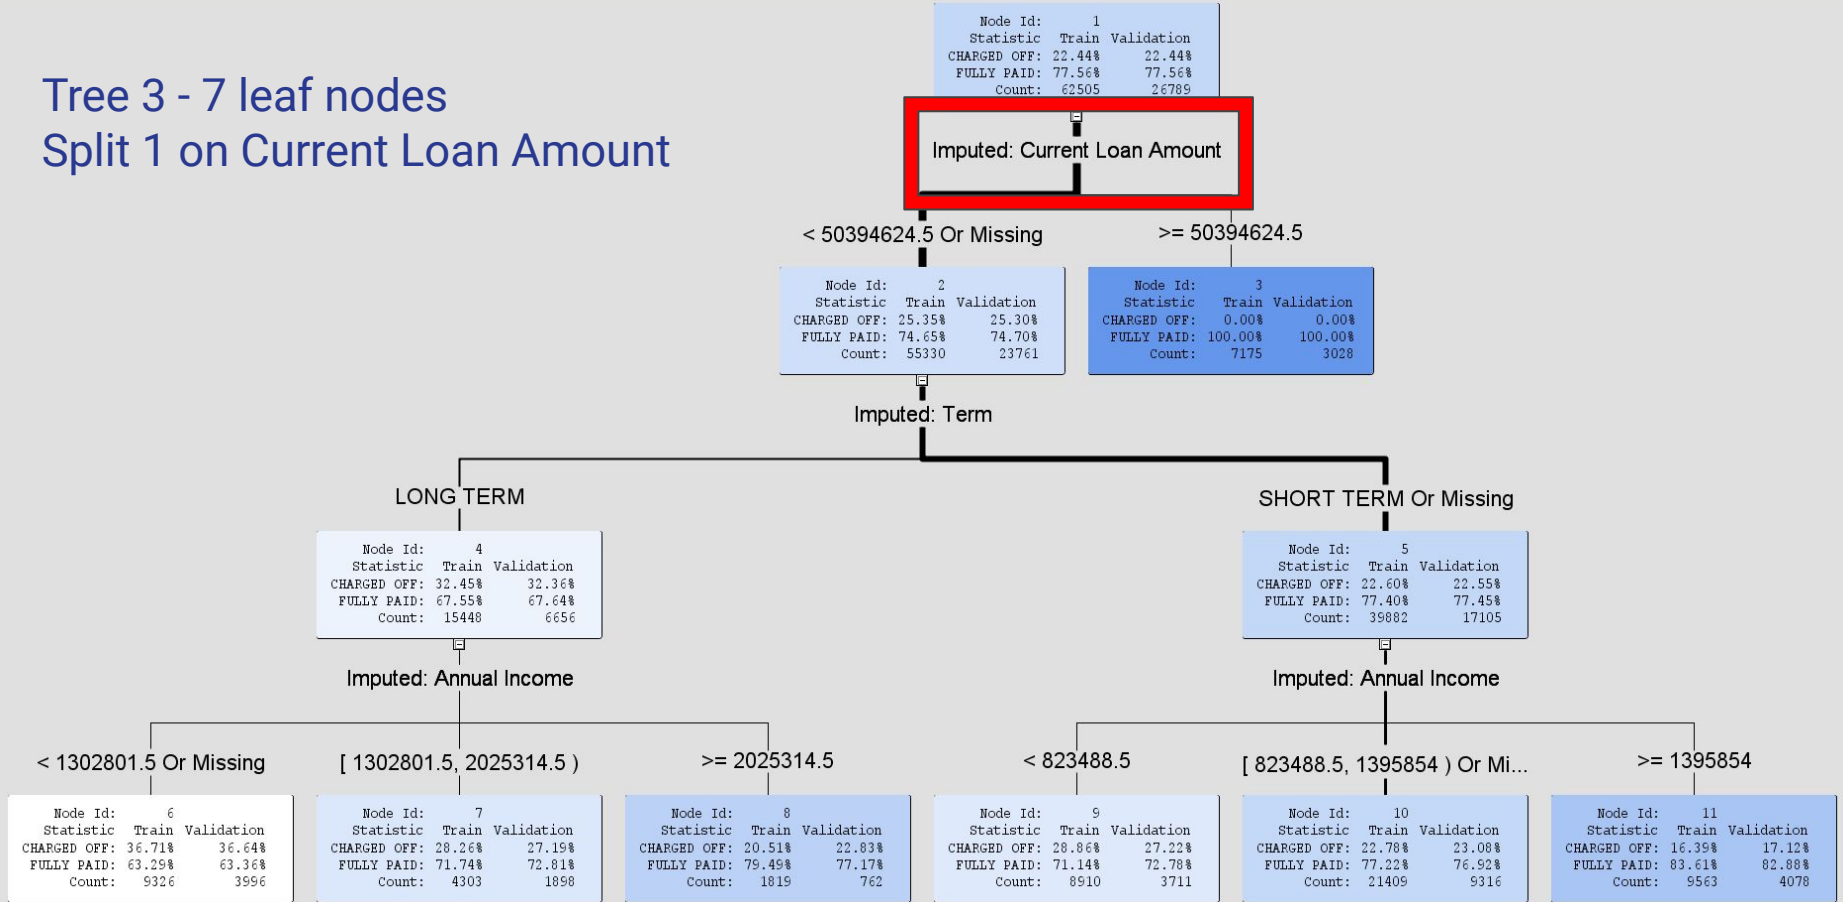 Tree 3 - 7 leaf nodes
Split 1 on Current Loan Amount
Node Id: 1
Statistic Train Validation
CHARGED OFF: 22.44% 22.44%
FULLY PAID: 77.56% 77.56%
Count: 62505 26789
Imputed: Current Loan Amount
< 50394624.5 Or Missing
>= 50394624.5
Node Id: 2
Statistic Train Validation
CHARGED OFF: 25.35% 25.30%
FULLY PAID: 74.65% 74.70%
Count: 55330 23761
Node Id: 3
Statistic Train Validation
CHARGED OFF: 0.00% 0.00%
FULLY PAID: 100.00% 100.00%
Count: 7175 3028
Imputed: Term
LONG TERM
SHORT TERM Or Missing
Node Id: 4
Statistic Train Validation
CHARGED OFF: 32.45% 32.36%
FULLY PAID: 67.55% 67.64%
Count: 15448 6656
Node Id: 5
Statistic Train Validation
CHARGED OFF: 22.60% 22.55%
FULLY PAID: 77.40% 77.45%
Count: 39882 17105
Imputed: Annual Income
Imputed: Annual Income
< 1302801.5 Or Missing
[ 1302801.5, 2025314.5 )
>= 2025314.5
< 823488.5
[ 823488.5, 1395854 ) Or Mi...
>= 1395854
Node Id: 6
Statistic Train Validation
CHARGED OFF: 36.71% 36.64%
FULLY PAID: 63.29% 63.36%
Count: 9326 3996
Node Id: 7
Statistic Train Validation
CHARGED OFF: 28.26% 27.19%
FULLY PAID: 71.74% 72.81%
Count: 4303 1898
Node Id: 8
Statistic Train Validation
CHARGED OFF: 20.51% 22.83%
FULLY PAID: 79.49% 77.17%
Count: 1819 762
Node Id: 9
Statistic Train Validation
CHARGED OFF: 28.86% 27.22%
FULLY PAID: 71.14% 72.78%
Count: 8910 3711
Node Id: 10
Statistic Train Validation
CHARGED OFF: 22.78% 23.08%
FULLY PAID: 77.22% 76.92%
Count: 21409 9316
Node Id: 11
Statistic Train Validation
CHARGED OFF: 16.39% 17.12%
FULLY PAID: 83.61% 82.88%
Count: 9563 4078